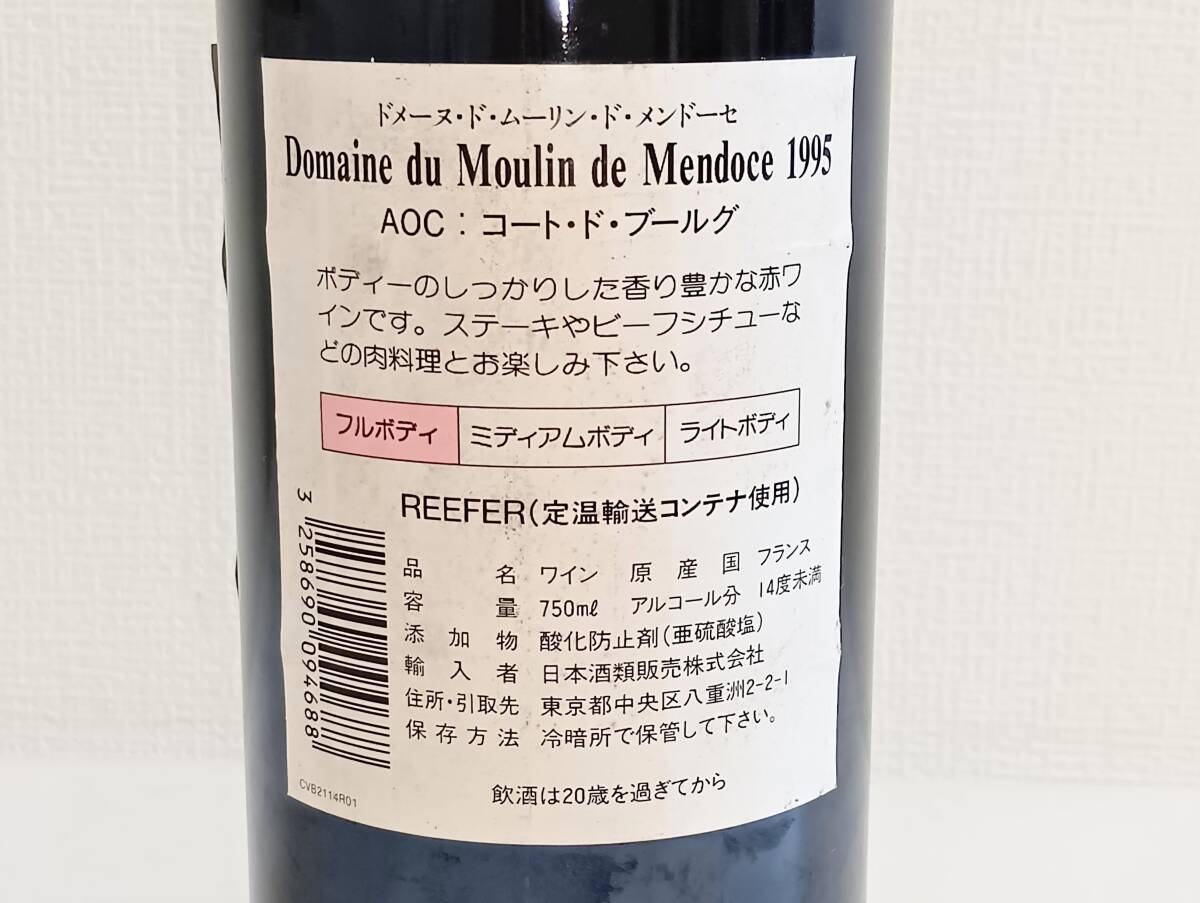 ドメーヌ・ド・ムーリン・ド・メンドーセ
Domaine du Moulin de Mendoce 1995
AOC：コート・ド・ブールグ
ボディーのしっかりした香り豊かな赤ワ
インです。ステーキやビーフシチューな
どの肉料理とお楽しみ下さい。
フルボディ ミディアムボディ ライトボディ
REEFER(定温輸送コンテナ使用)
品名 ワイン 原産国 フランス
容量 750mℓ アルコール分 14度未満
添加物 酸化防止剤(亜硫酸塩)
輸入者 日本酒類販売株式会社
住所・引取先 東京都中央区八重洲2-2-1
保存方法 冷暗所で保管して下さい。
3 258690 094688
CVB2114R01
飲酒は20歳を過ぎてから